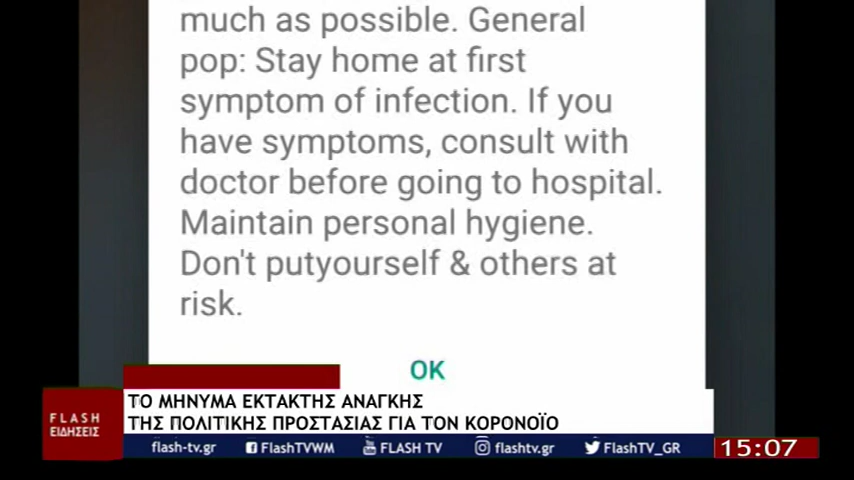 much as possible. General
pop: Stay home at first
symptom of infection. If you
have symptoms, consult with
doctor before going to hospital.
Maintain personal hygiene.
Don't putyourself & others at
risk.
OK
FLASH
ΕΙΔΗΣΕΙΣ
ΤΟ ΜΗΝΥΜΑ ΕΚΤΑΚΤΗΣ ΑΝΑΓΚΗΣ
ΤΗΣ ΠΟΛΙΤΙΚΗΣ ΠΡΟΣΤΑΣΙΑΣ ΓΙΑ ΤΟΝ ΚΟΡΟΝΟΪΟ
flash-tv.gr FlashTVWM FLASH TV flashtv.gr FlashTV_GR 15:07